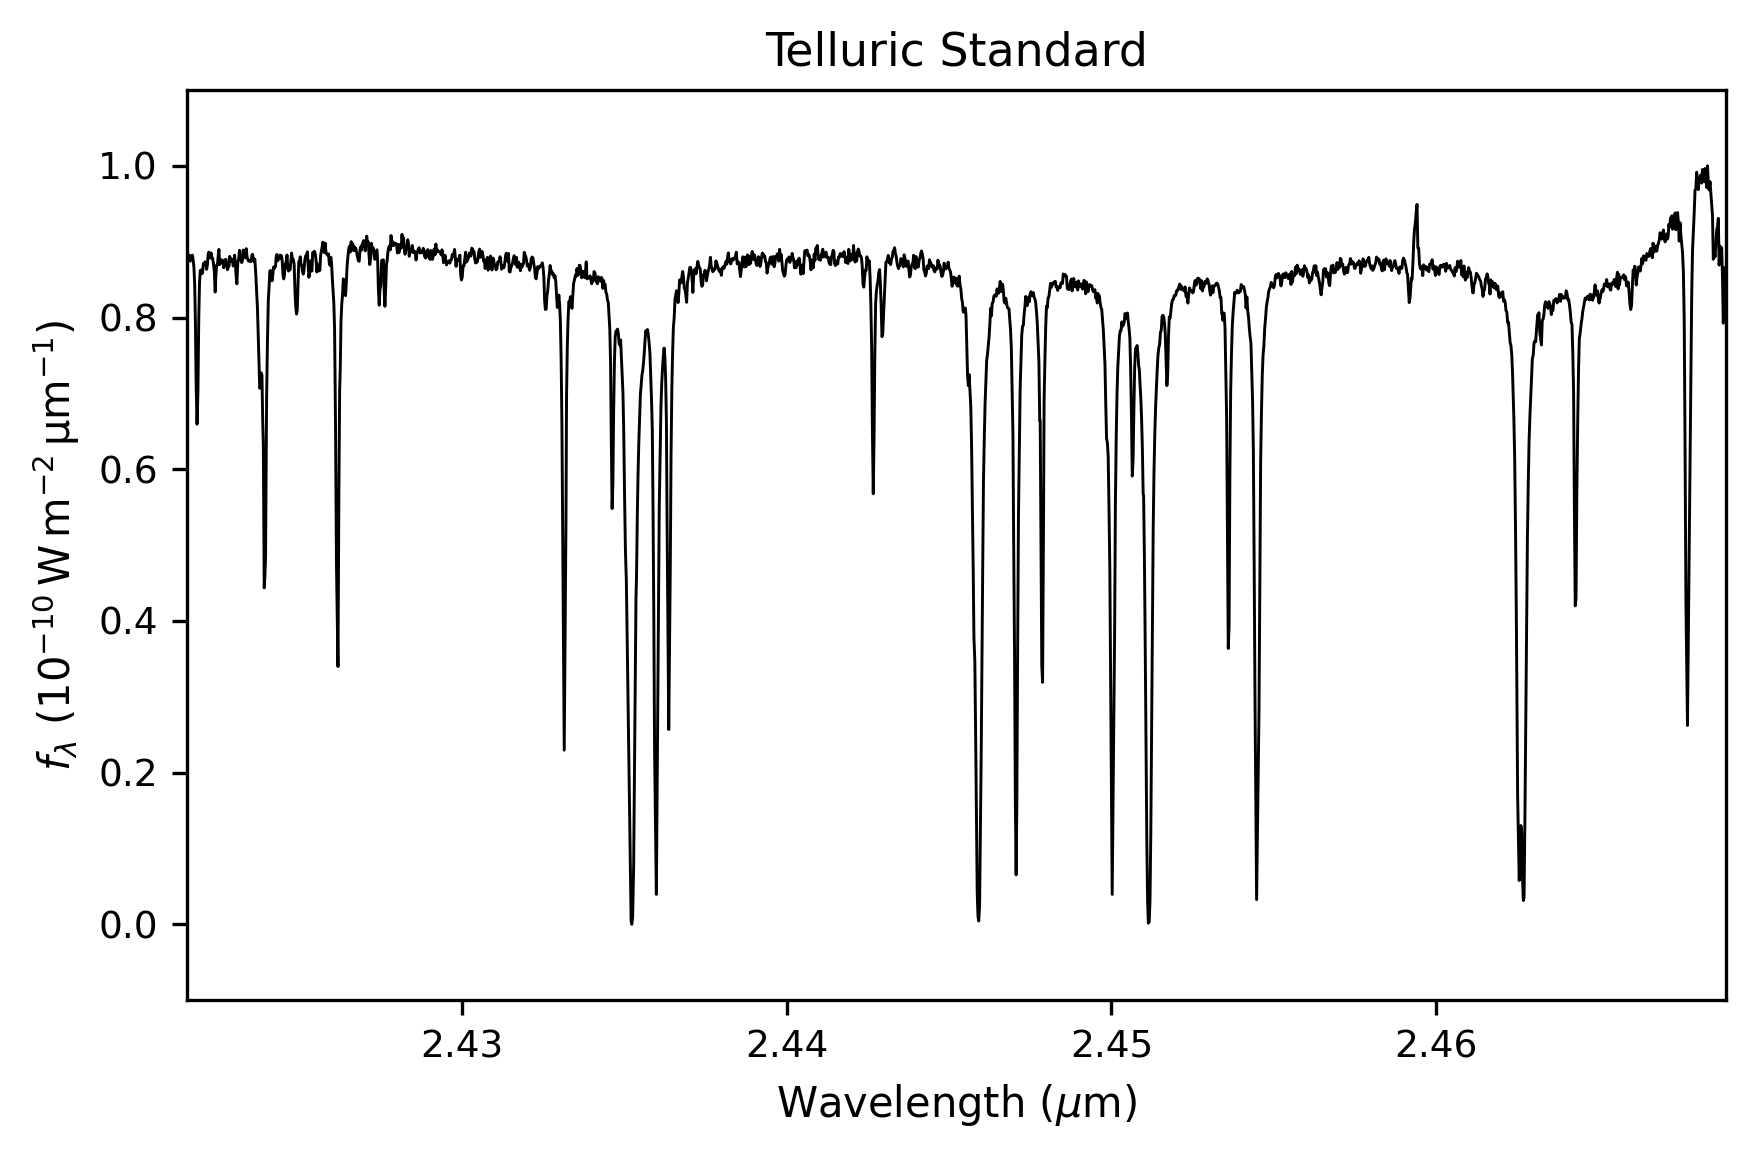 Telluric Standard
1.0
0.8
0.6
0.4
0.2
0.0
f_λ (10⁻¹⁰ W m⁻² μm⁻¹)
2.43 2.44 2.45 2.46
Wavelength (μm)